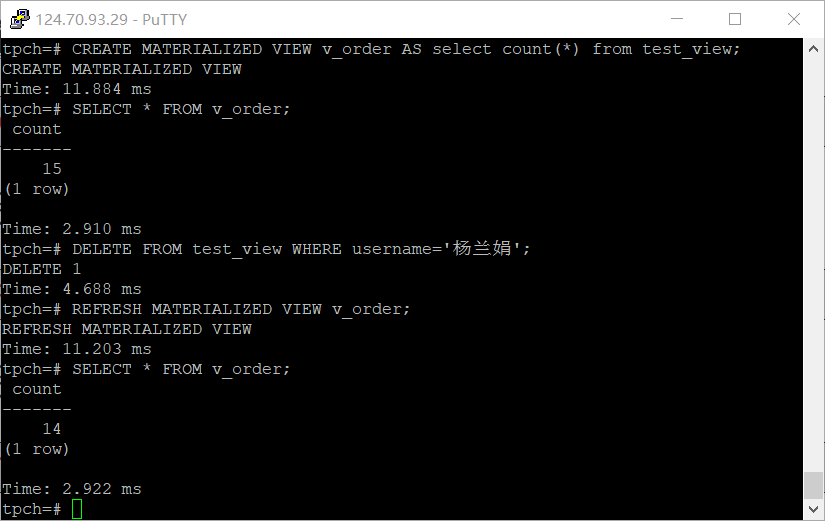 124.70.93.29 - PuTTY
tpch=# CREATE MATERIALIZED VIEW v_order AS select count(*) from test_view;
CREATE MATERIALIZED VIEW
Time: 11.884 ms
tpch=# SELECT * FROM v_order;
 count
-------
    15
(1 row)

Time: 2.910 ms
tpch=# DELETE FROM test_view WHERE username='杨兰娟';
DELETE 1
Time: 4.688 ms
tpch=# REFRESH MATERIALIZED VIEW v_order;
REFRESH MATERIALIZED VIEW
Time: 11.203 ms
tpch=# SELECT * FROM v_order;
 count
-------
    14
(1 row)

Time: 2.922 ms
tpch=#